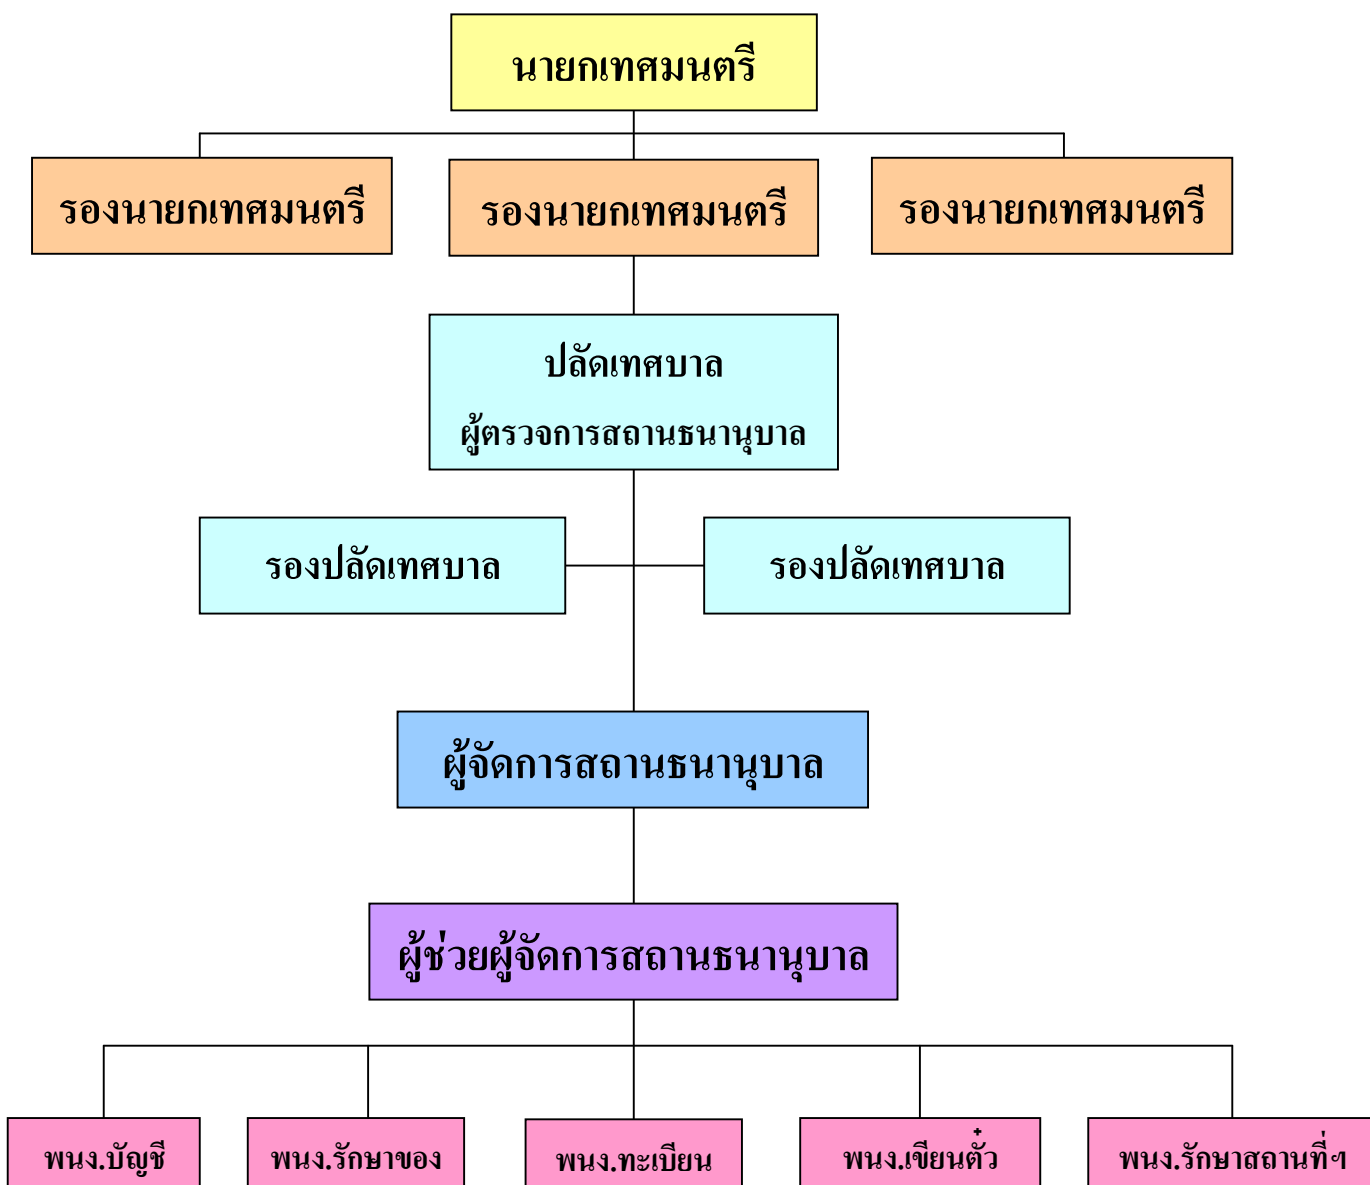 นายกเทศมนตรี
รองนายกเทศมนตรี
รองนายกเทศมนตรี
รองนายกเทศมนตรี
ปลัดเทศบาล
ผู้ตรวจการสถานธนานุบาล
รองปลัดเทศบาล
รองปลัดเทศบาล
ผู้จัดการสถานธนานุบาล
ผู้ช่วยผู้จัดการสถานธนานุบาล
พนง.บัญชี
พนง.รักษาของ
พนง.ทะเบียน
พนง.เขียนตั๋ว
พนง.รักษาสถานที่ฯ